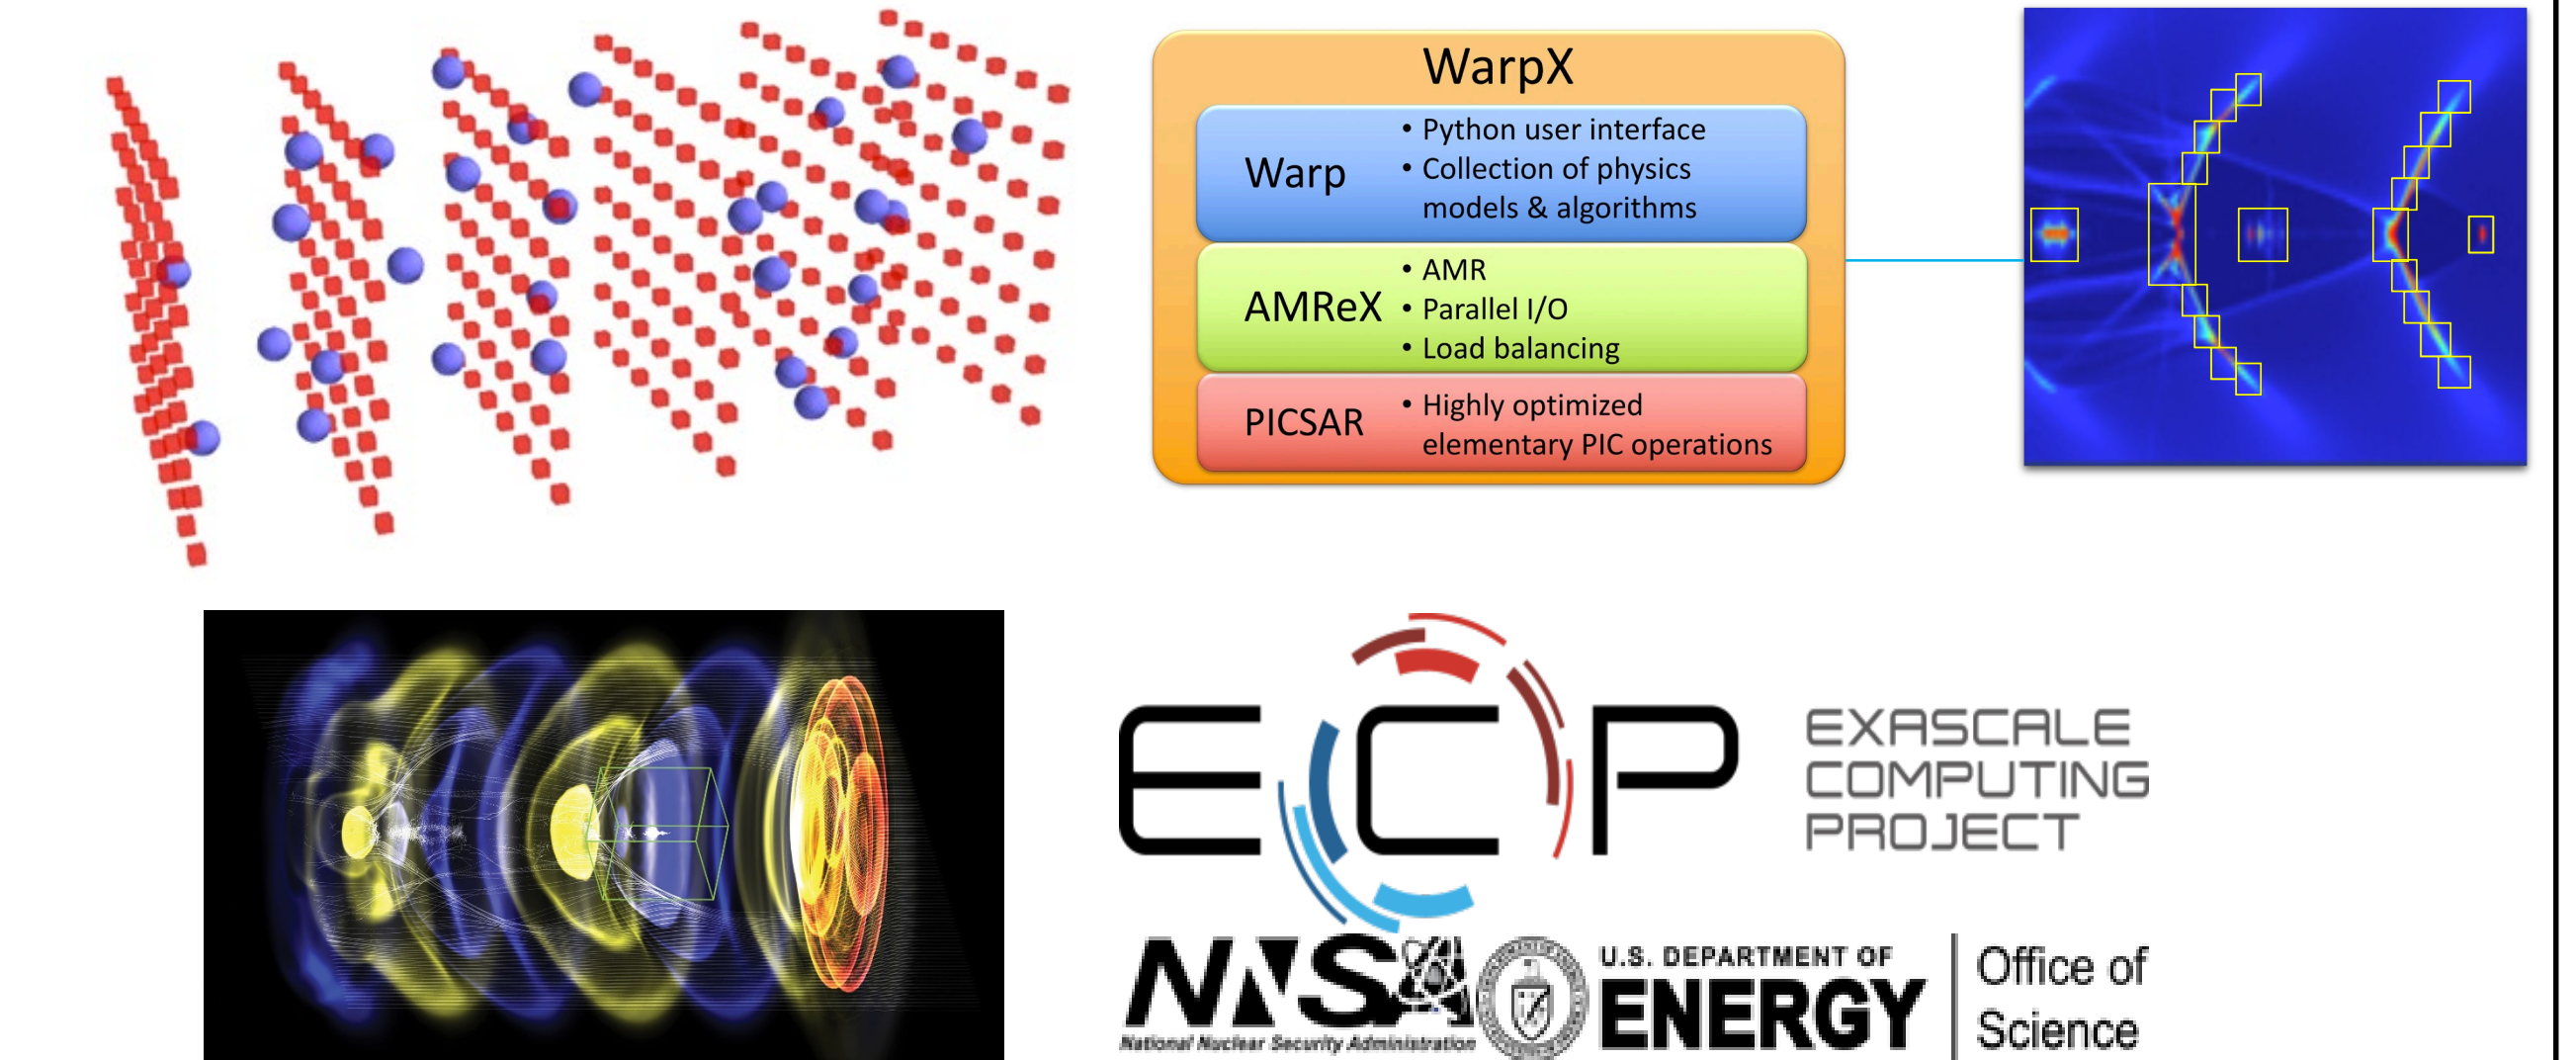 WarpX
Warp
• Python user interface
• Collection of physics
models & algorithms
AMReX
• AMR
• Parallel I/O
• Load balancing
PICSAR
• Highly optimized
elementary PIC operations
ECP
EXASCALE
COMPUTING
PROJECT
NNSA
National Nuclear Security Administration
U.S. DEPARTMENT OF
ENERGY
Office of
Science